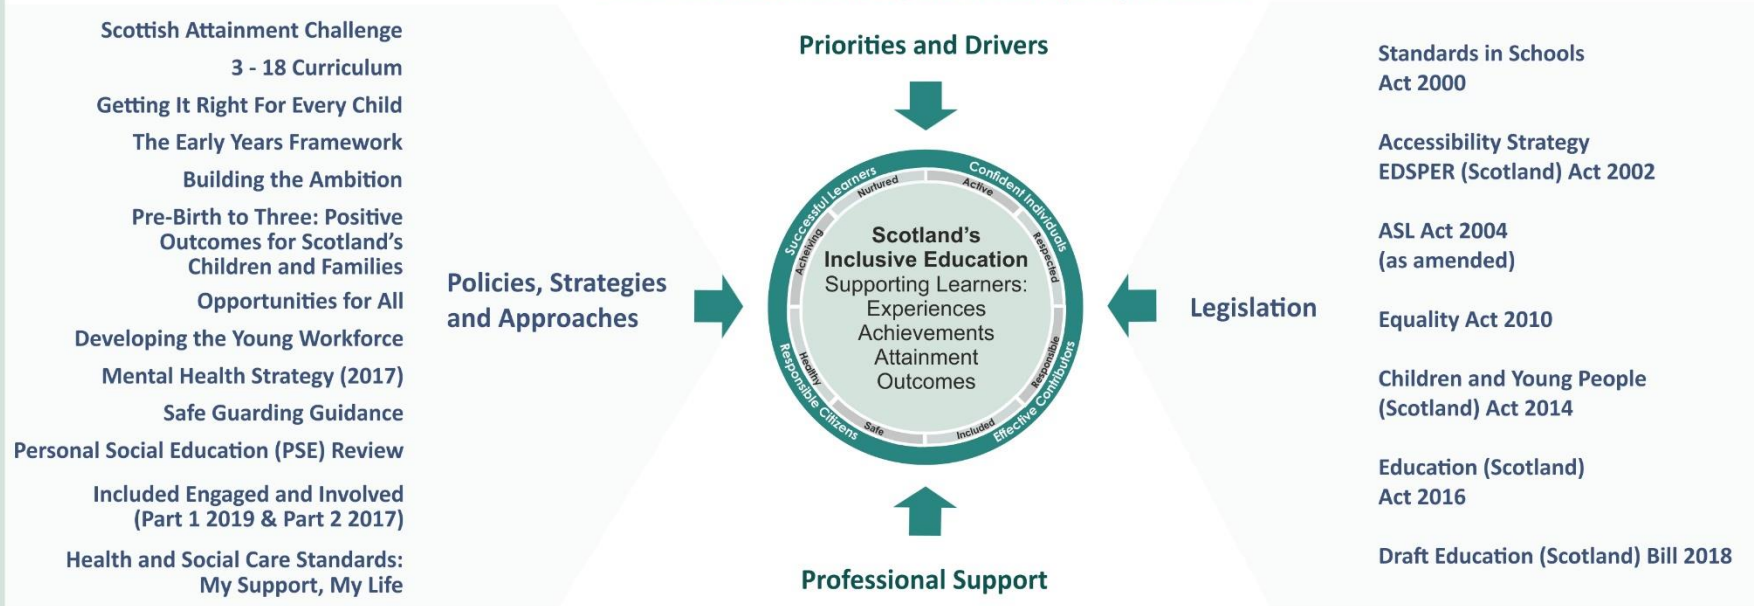 Scottish Attainment Challenge
3 - 18 Curriculum
Getting It Right For Every Child
The Early Years Framework
Building the Ambition
Pre-Birth to Three: Positive
Outcomes for Scotland's
Children and Families
Opportunities for All
Developing the Young Workforce
Mental Health Strategy (2017)
Safe Guarding Guidance
Personal Social Education (PSE) Review
Included Engaged and Involved
(Part 1 2019 & Part 2 2017)
Health and Social Care Standards:
My Support, My Life
Policies, Strategies
and Approaches
Priorities and Drivers
Successful Learners
Confident Individuals
Effective Contributors
Responsible Citizens
Nurtured
Active
Respected
Responsible
Included
Safe
Healthy
Acheiving
Scotland's
Inclusive Education
Supporting Learners:
Experiences
Achievements
Attainment
Outcomes
Professional Support
Legislation
Standards in Schools
Act 2000
Accessibility Strategy
EDSPER (Scotland) Act 2002
ASL Act 2004
(as amended)
Equality Act 2010
Children and Young People
(Scotland) Act 2014
Education (Scotland)
Act 2016
Draft Education (Scotland) Bill 2018